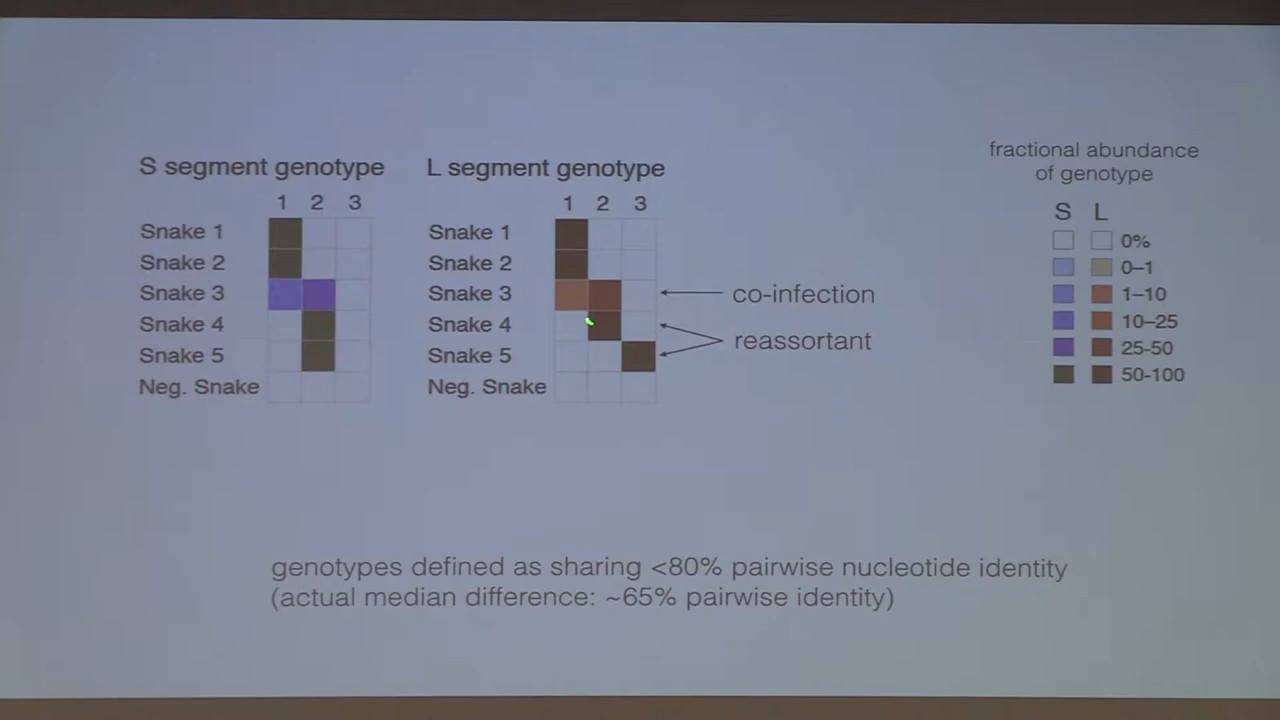 S segment genotype
1 2 3
Snake 1
Snake 2
Snake 3
Snake 4
Snake 5
Neg. Snake
L segment genotype
1 2 3
Snake 1
Snake 2
Snake 3
Snake 4
Snake 5
Neg. Snake
co-infection
reassortant
fractional abundance
of genotype
S L
0%
0–1
1–10
10–25
25-50
50-100
genotypes defined as sharing <80% pairwise nucleotide identity
(actual median difference: ~65% pairwise identity)